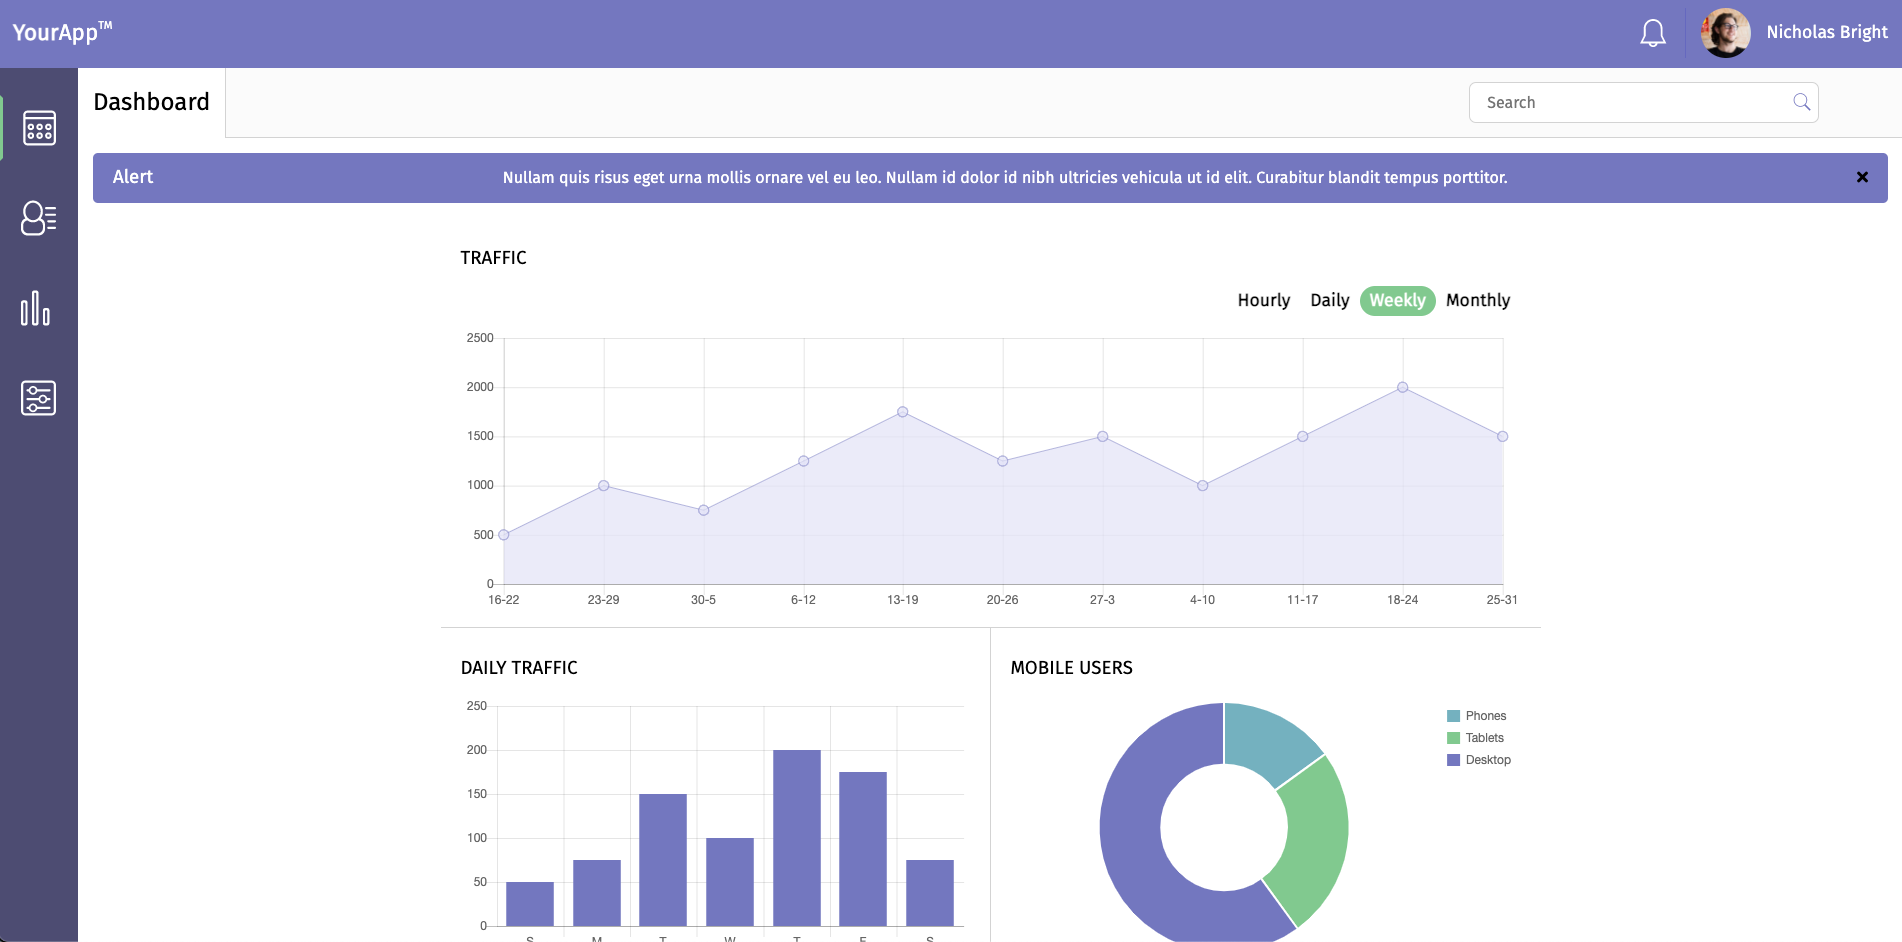 YourApp™
Nicholas Bright
Dashboard
Search
Alert
Nullam quis risus eget urna mollis ornare vel eu leo. Nullam id dolor id nibh ultricies vehicula ut id elit. Curabitur blandit tempus porttitor.
TRAFFIC
Hourly Daily Weekly Monthly
2500
2000
1500
1000
500
0
16-22 23-29 30-5 6-12 13-19 20-26 27-3 4-10 11-17 18-24 25-31
DAILY TRAFFIC
250
200
150
100
50
0
S M T W T F S
MOBILE USERS
Phones
Tablets
Desktop